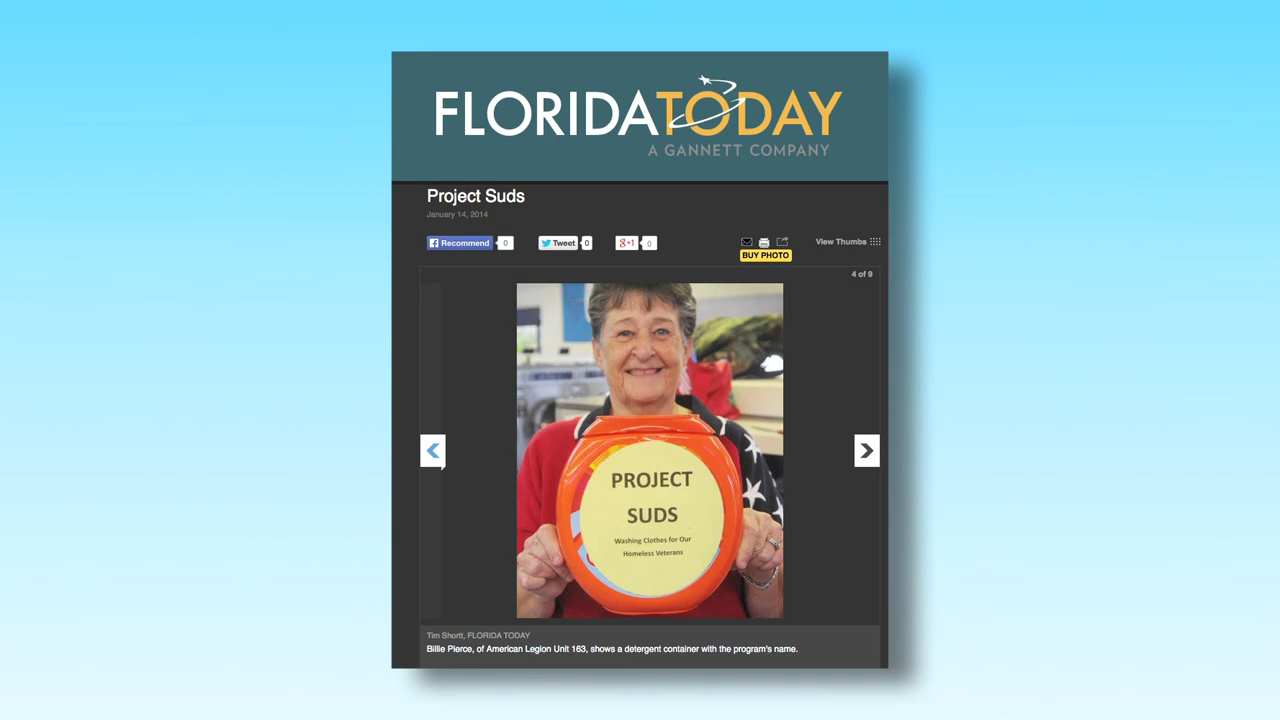 FLORIDATODAY
A GANNETT COMPANY
Project Suds
January 14, 2014
Recommend 0 Tweet 0 g+1 0 View Thumbs
BUY PHOTO
4 of 9
PROJECT
SUDS
Washing Clothes for Our
Homeless Veterans
Tim Shortt, FLORIDA TODAY
Billie Pierce, of American Legion Unit 163, shows a detergent container with the program's name.